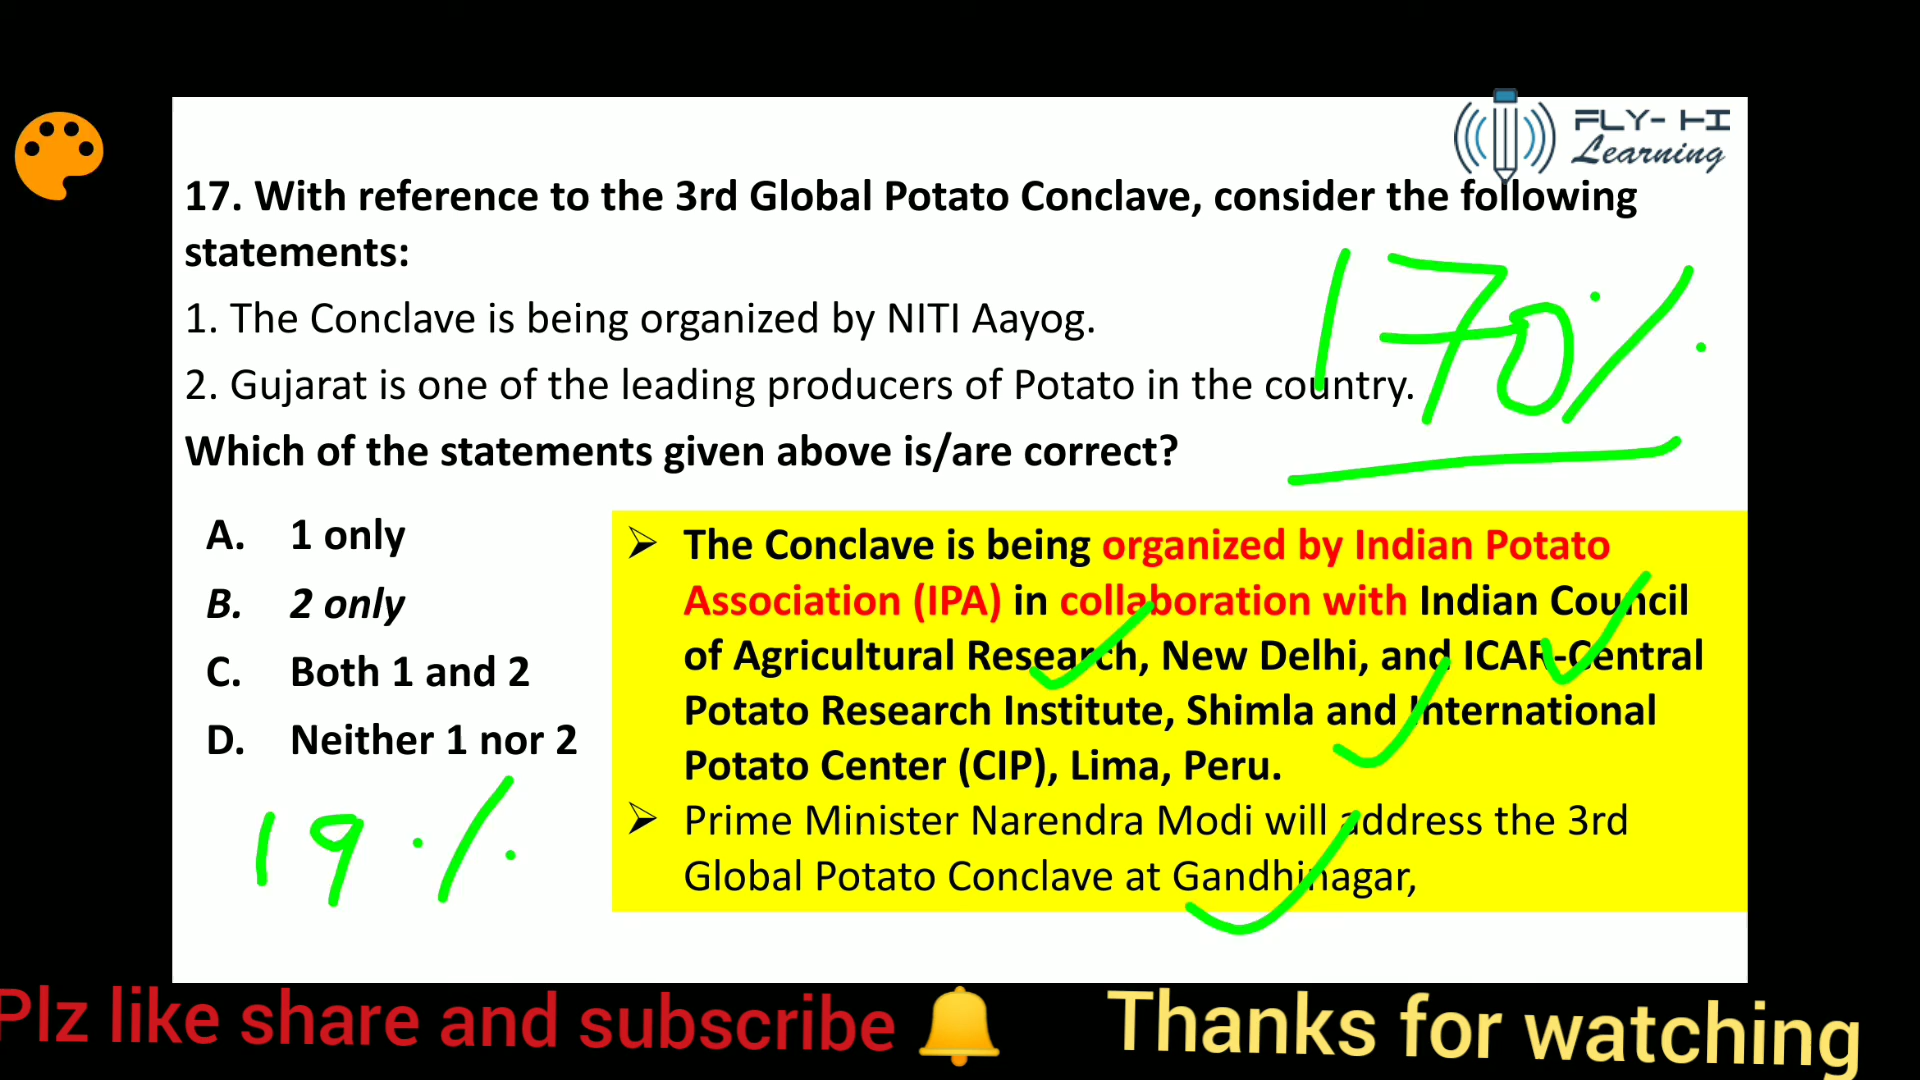 FLY-HI
Learning
17. With reference to the 3rd Global Potato Conclave, consider the following
statements:
1. The Conclave is being organized by NITI Aayog.
2. Gujarat is one of the leading producers of Potato in the country.
170%
Which of the statements given above is/are correct?
A. 1 only
B. 2 only
C. Both 1 and 2
D. Neither 1 nor 2
19 %
➢ The Conclave is being organized by Indian Potato
Association (IPA) in collaboration with Indian Council
of Agricultural Research, New Delhi, and ICAR-Central
Potato Research Institute, Shimla and International
Potato Center (CIP), Lima, Peru.
➢ Prime Minister Narendra Modi will address the 3rd
Global Potato Conclave at Gandhinagar,
Plz like share and subscribe 🔔 Thanks for watching